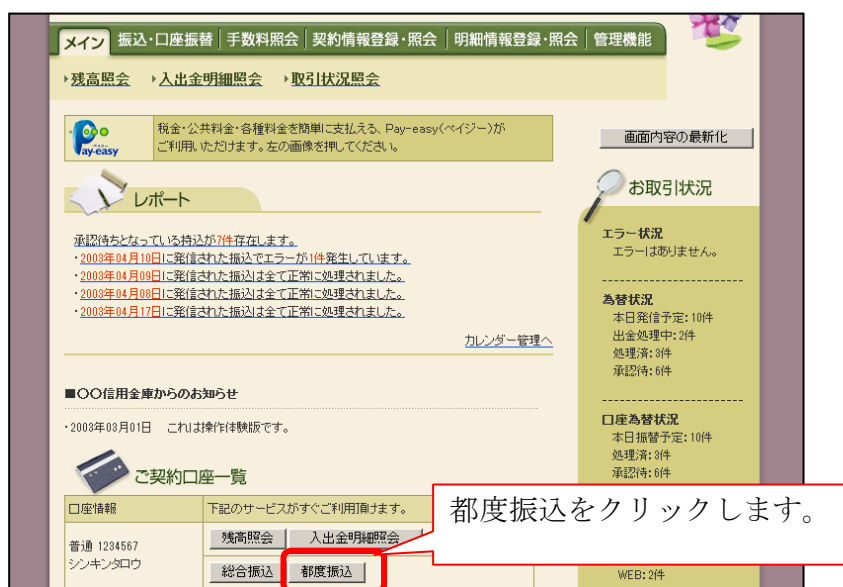 メイン 振込・口座振替 手数料照会 契約情報登録・照会 明細情報登録・照会 管理機能
残高照会 入出金明細照会 取引状況照会
Pay-easy
税金・公共料金・各種料金を簡単に支払える、Pay-easy(ペイジー)が
ご利用いただけます。左の画像を押してください。
画面内容の最新化
レポート
承認待ちとなっている持込が7件存在します。
・2003年04月10日に発信された振込でエラーが1件発生しています。
・2003年04月09日に発信された振込は全て正常に処理されました。
・2003年04月08日に発信された振込は全て正常に処理されました。
・2003年04月17日に発信された振込は全て正常に処理されました。
カレンダー管理へ
■〇〇信用金庫からのお知らせ
・2003年03月01日 これは操作体験版です。
ご契約口座一覧
口座情報 下記のサービスがすぐご利用頂けます。
普通 1234567
シンキンタロウ
残高照会 入出金明細照会
総合振込 都度振込
お取引状況
エラー状況
エラーはありません。
為替状況
本日発信予定:10件
出金処理中:2件
処理済:3件
承認待:6件
口座為替状況
本日振替予定:10件
処理済:3件
承認待:6件
都度振込をクリックします。
WEB:2件